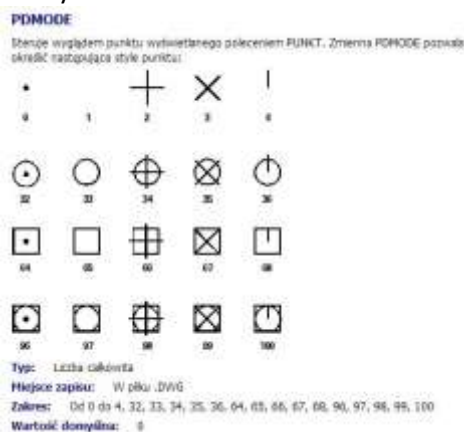 PDMODE
Steruje wyglądem punktu wyświetlanego poleceniem PUNKT. Zmienna PDMODE pozwala
określić następujące style punktu:
0 1 2 3
32 33 34 35 36
64 65 66 67 68
96 97 98 99 100
Typ: Liczba całkowita
Miejsce zapisu: W pliku .DWG
Zakres: Od 0 do 4, 32, 33, 34, 35, 36, 64, 65, 66, 67, 68, 96, 97, 98, 99, 100
Wartość domyślna: 0